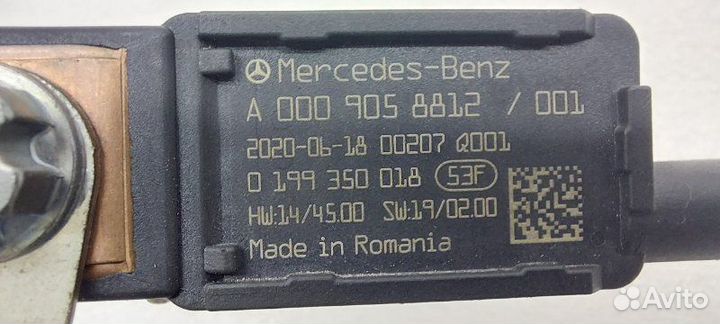 Mercedes-Benz
A 000 905 8812 / 001
2020-06-18 00207 Q001
0 199 350 018 S3F
HW:14/45.00 SW:19/02.00
Made in Romania
Avito